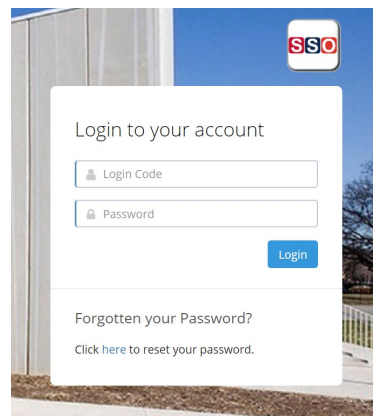 SSO
Login to your account
Login Code
Password
Login
Forgotten your Password?
Click here to reset your password.